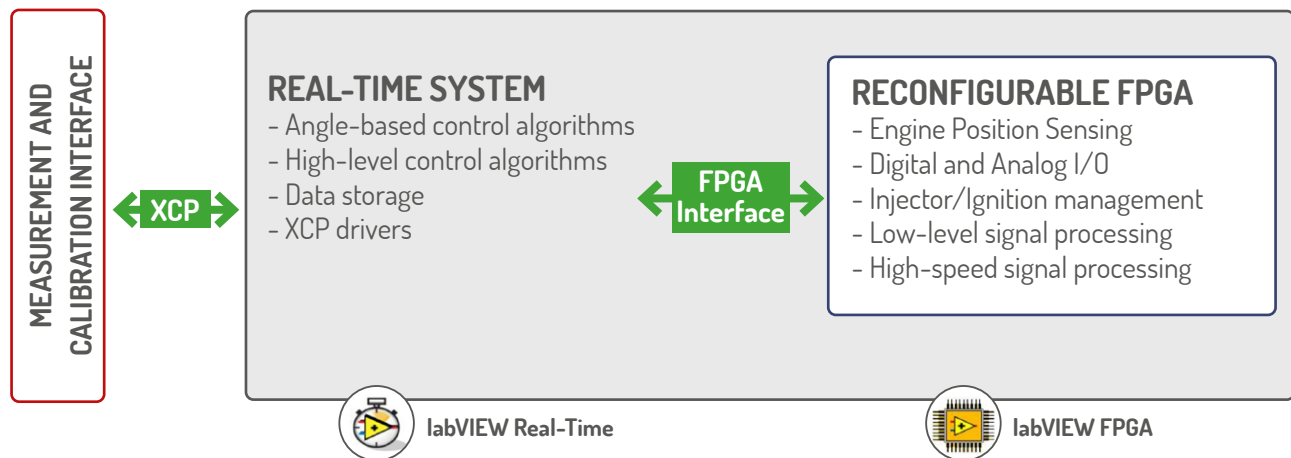 MEASUREMENT AND
CALIBRATION INTERFACE
XCP
REAL-TIME SYSTEM
- Angle-based control algorithms
- High-level control algorithms
- Data storage
- XCP drivers
FPGA
Interface
RECONFIGURABLE FPGA
- Engine Position Sensing
- Digital and Analog I/O
- Injector/Ignition management
- Low-level signal processing
- High-speed signal processing
labVIEW Real-Time
labVIEW FPGA